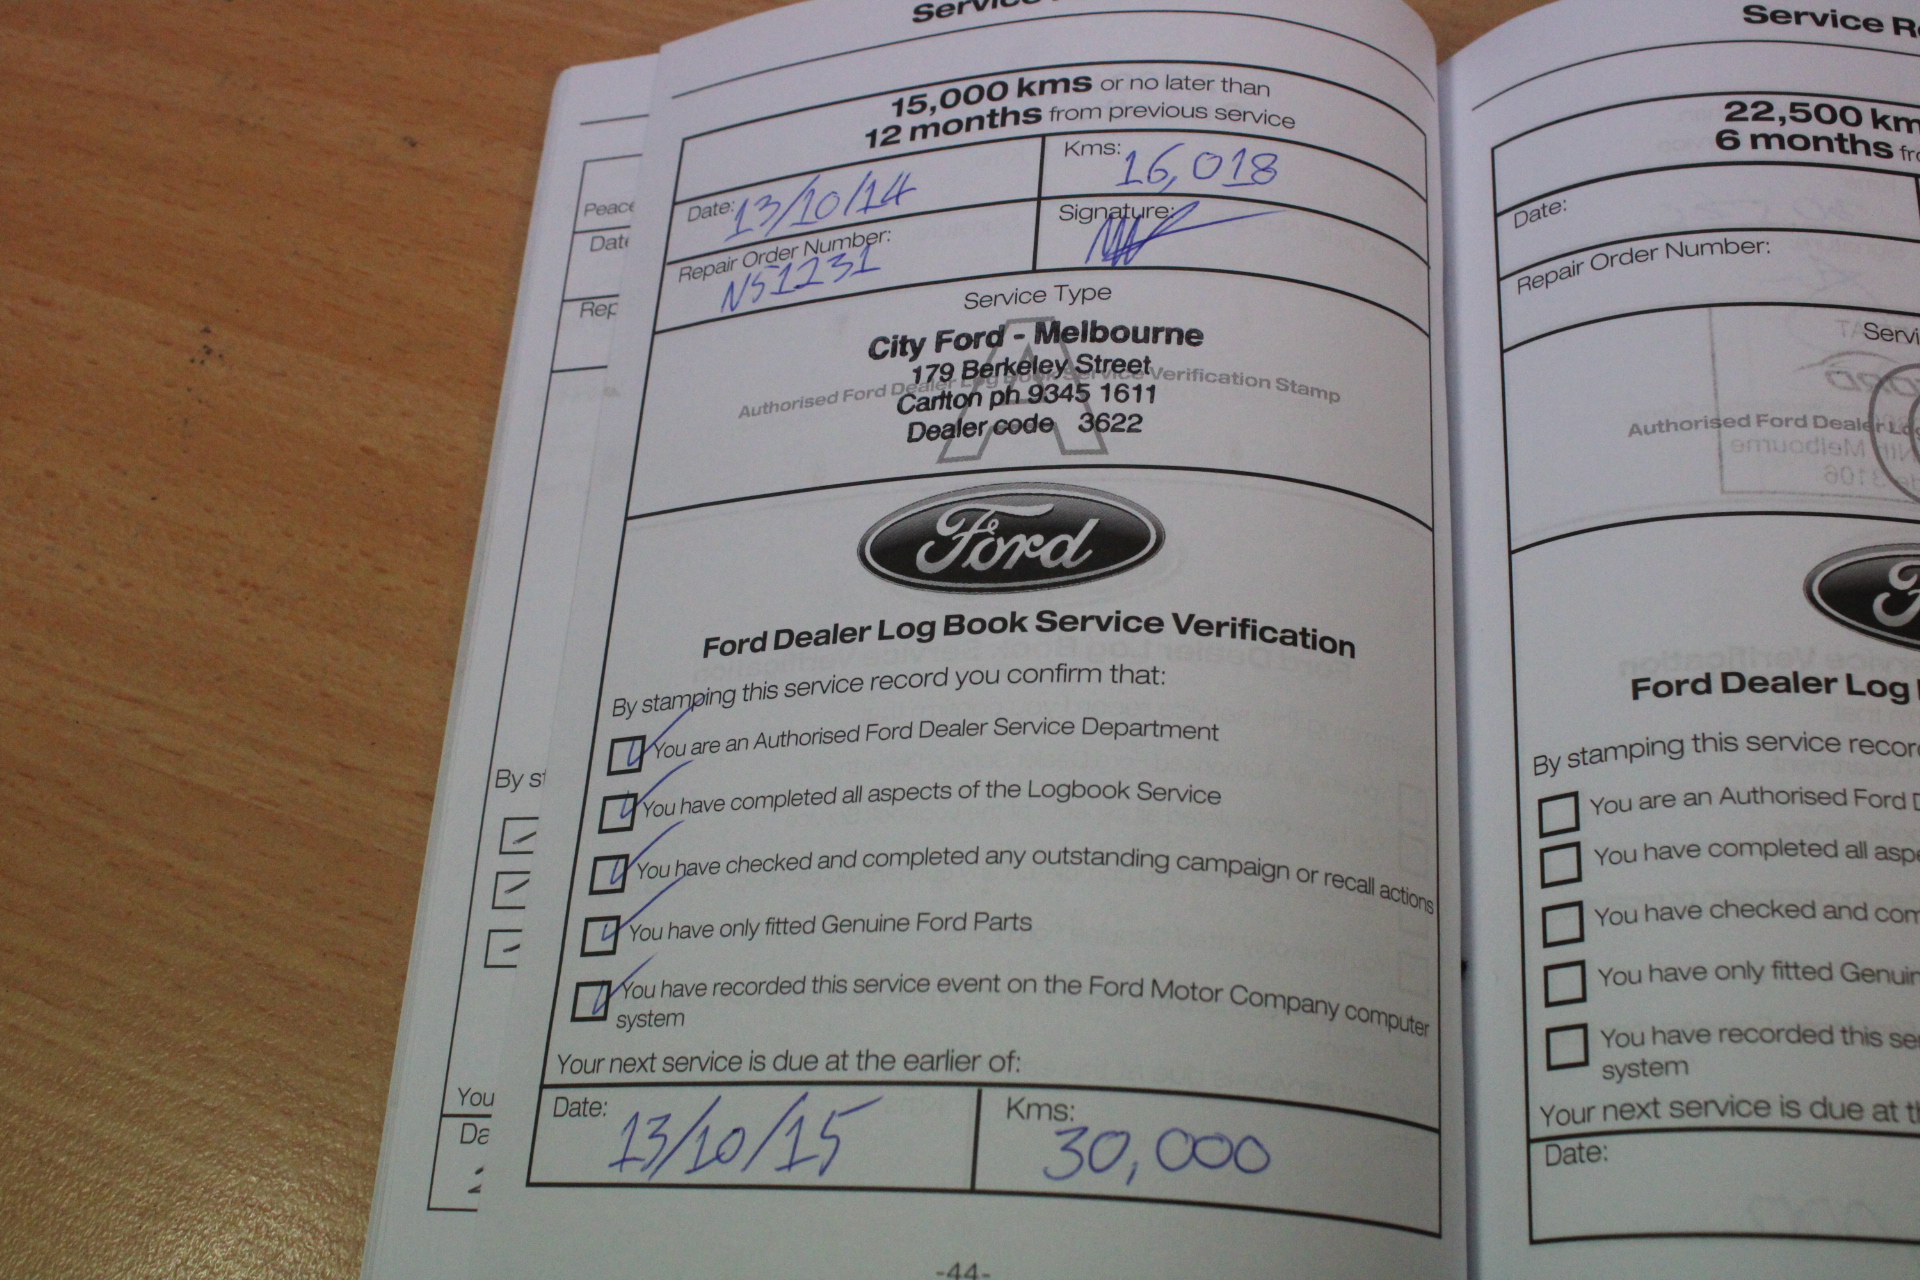 15,000 kms or no later than
12 months from previous service
Date: 13/10/14
Kms: 16,018
Repair Order Number: N51231
Signature:
Service Type
A
City Ford - Melbourne
179 Berkeley Street
Authorised Ford Dealer Log Book Service Verification Stamp
Carlton ph 9345 1611
Dealer code 3622
Ford
Ford Dealer Log Book Service Verification
By stamping this service record you confirm that:
You are an Authorised Ford Dealer Service Department
You have completed all aspects of the Logbook Service
You have checked and completed any outstanding campaign or recall actions
You have only fitted Genuine Ford Parts
You have recorded this service event on the Ford Motor Company computer
system
Your next service is due at the earlier of:
Date: 13/10/15
Kms: 30,000
-44-
Service
22,500
6 months
Date:
Repair Order Number:
Authorised Ford Dealer
Ford Dealer Log
By stamping this service
You are an Authorised Ford
You have completed all
You have checked and
You have only fitted
You have recorded this
system
Your next service is due at
Date: